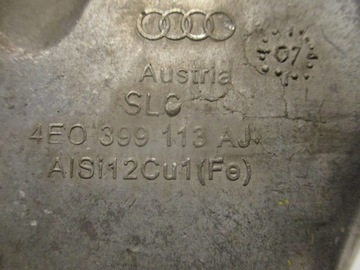 07
Austria
SLC
4E0 399 113 AJ
AlSi12Cu1(Fe)